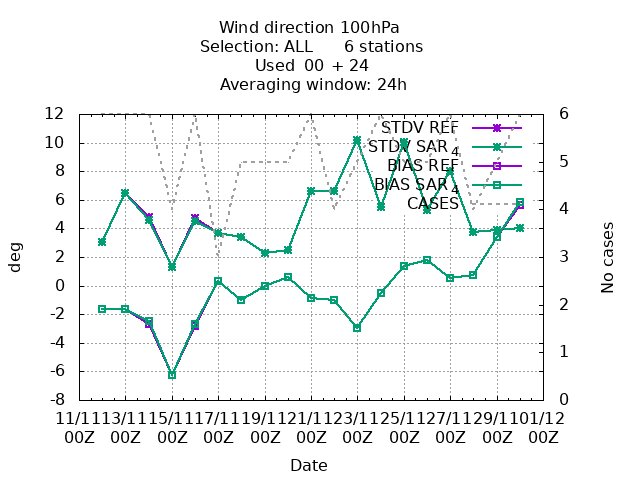 Wind direction 100hPa
Selection: ALL 6 stations
Used 00 + 24
Averaging window: 24h
12 6
STDV REF
10
STDV SAR4
8 5
BIAS REF
6
BIAS SAR4
4 4
CASES
2 3
0
-2 2
-4
-6 1
-8 0
deg
No cases
11/11 13/11 15/11 17/11 19/11 21/11 23/11 25/11 27/11 29/11 01/12
00Z 00Z 00Z 00Z 00Z 00Z 00Z 00Z 00Z 00Z 00Z
Date